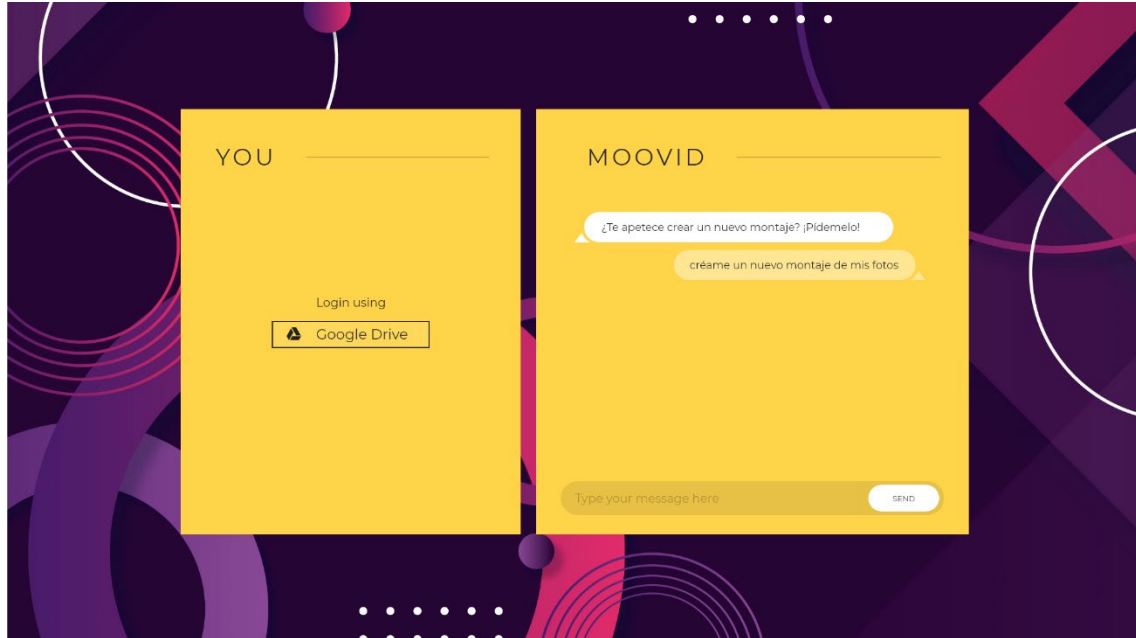 YOU
Login using
Google Drive
MOOVID
¿Te apetece crear un nuevo montaje? ¡Pídemelo!
créame un nuevo montaje de mis fotos
Type your message here
SEND